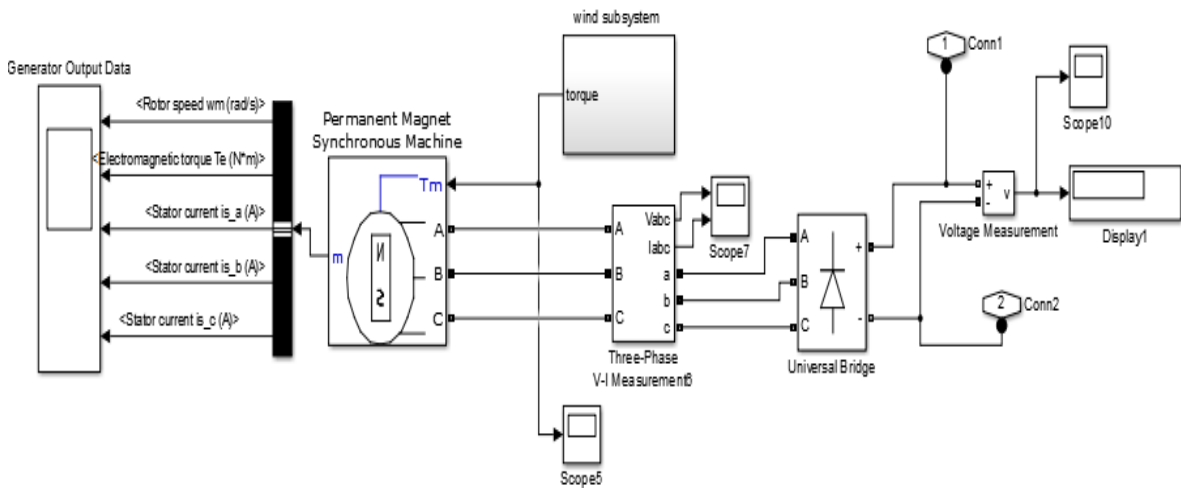 wind subsystem
torque
Generator Output Data
<Rotor speed wm (rad/s)>
<Electromagnetic torque Te (N*m)>
<Stator current is_a (A)>
<Stator current is_b (A)>
<Stator current is_c (A)>
Permanent Magnet
Synchronous Machine
Tm
m
N
S
A
B
C
A
B
C
Vabc
Iabc
a
b
c
Three-Phase
V-I Measurement6
Scope7
Scope5
A
B
C
+
-
Universal Bridge
1
Conn1
2
Conn2
+
-
v
Voltage Measurement
Scope10
Display1